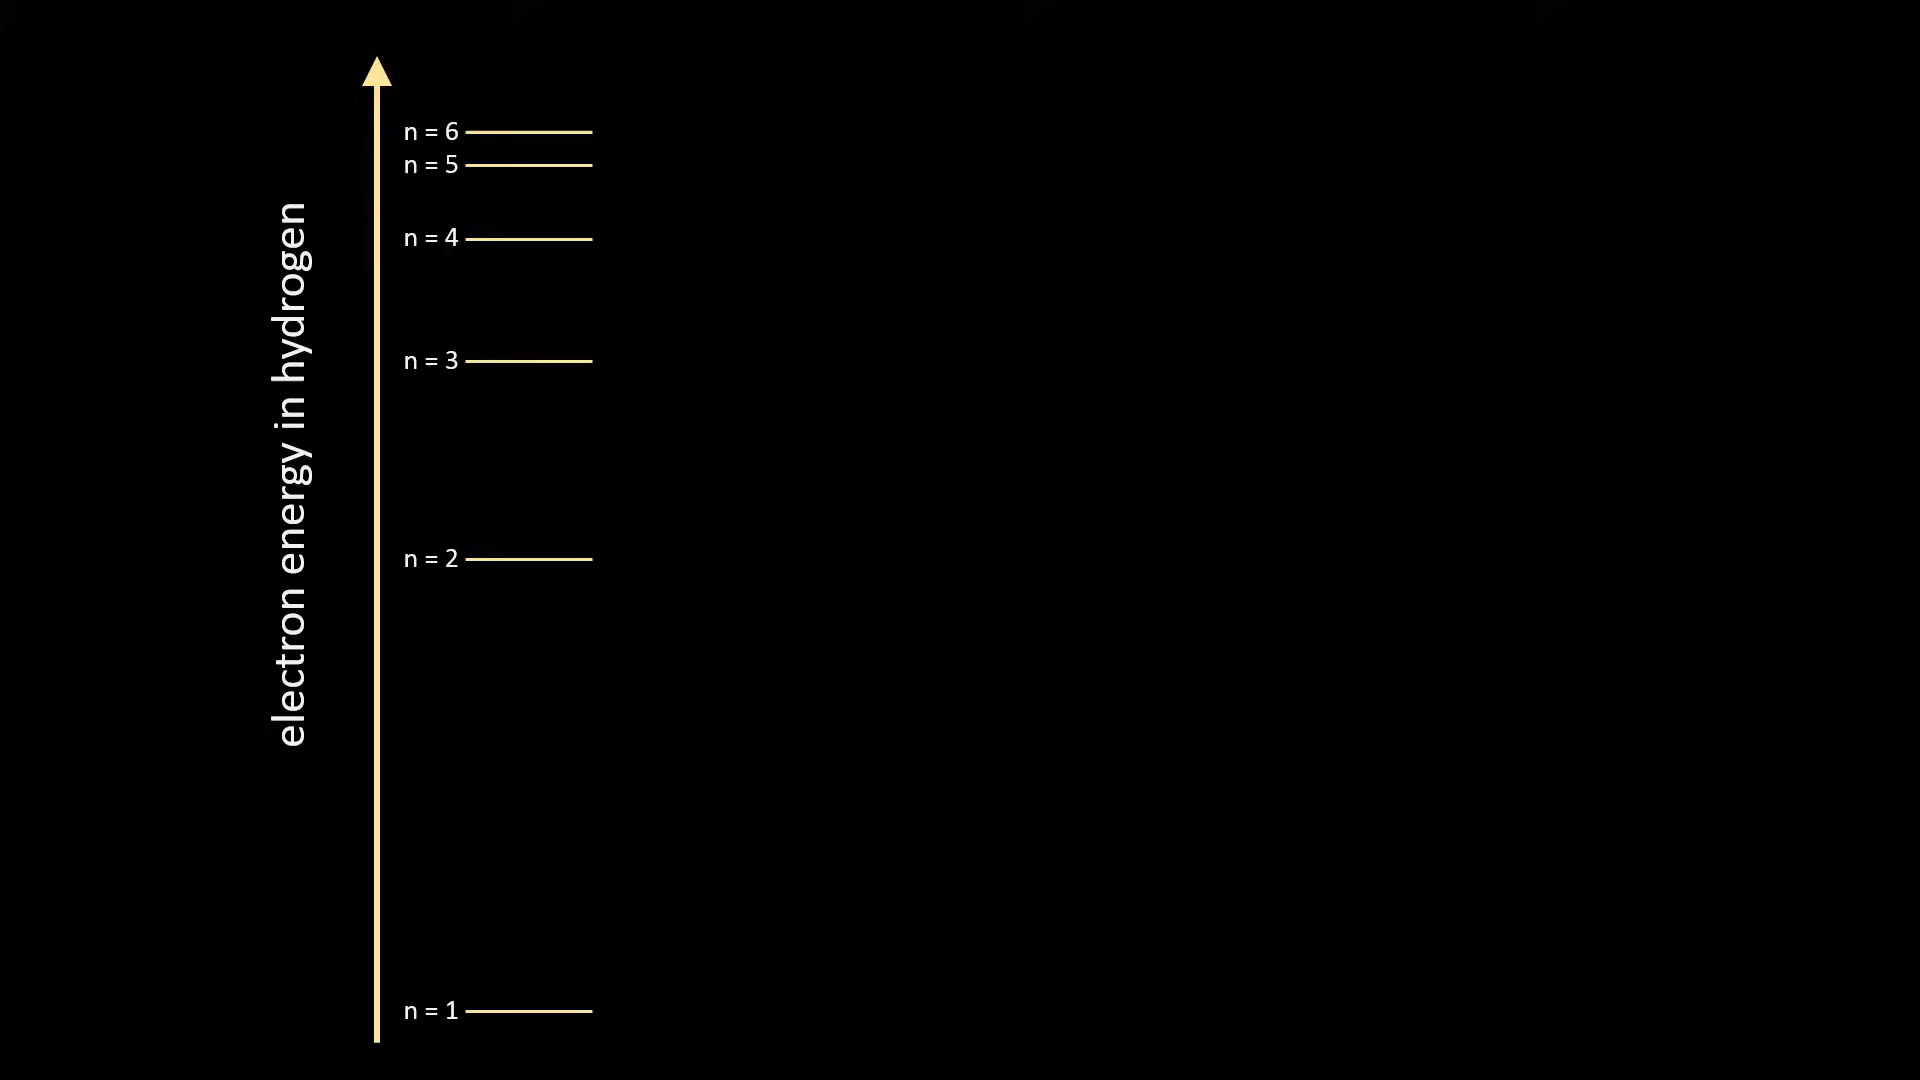 electron energy in hydrogen
n = 6
n = 5
n = 4
n = 3
n = 2
n = 1